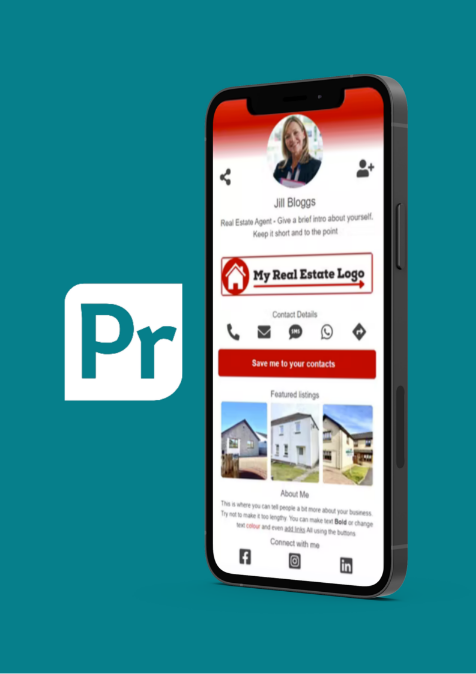 Pr
Jill Bloggs
Real Estate Agent - Give a brief intro about yourself.
Keep it short and to the point
My Real Estate Logo
Contact Details
SMS
Save me to your contacts
Featured listings
About Me
This is where you can tell people a bit more about your business.
Try not to make it too lengthy. You can make text Bold or change
text colour and even add links All using the buttons
Connect with me